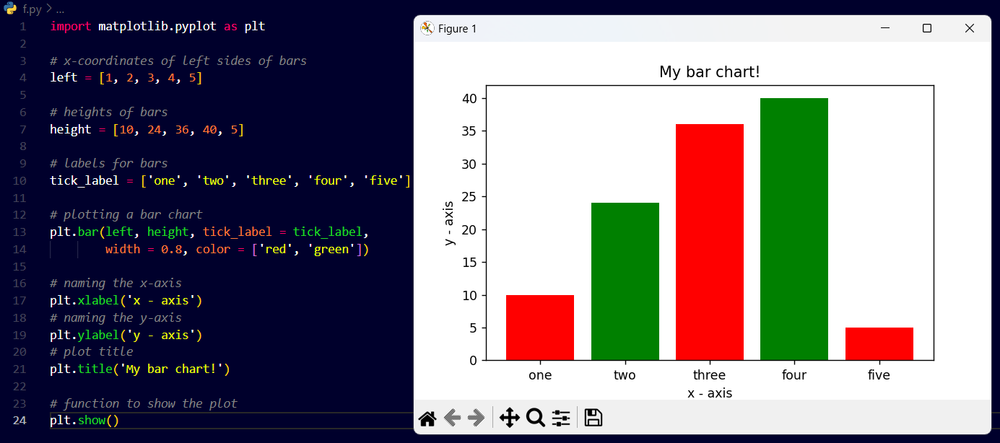 f.py > ...
1 import matplotlib.pyplot as plt
2
3 # x-coordinates of left sides of bars
4 left = [1, 2, 3, 4, 5]
5
6 # heights of bars
7 height = [10, 24, 36, 40, 5]
8
9 # labels for bars
10 tick_label = ['one', 'two', 'three', 'four', 'five']
11
12 # plotting a bar chart
13 plt.bar(left, height, tick_label = tick_label,
14 width = 0.8, color = ['red', 'green'])
15
16 # naming the x-axis
17 plt.xlabel('x - axis')
18 # naming the y-axis
19 plt.ylabel('y - axis')
20 # plot title
21 plt.title('My bar chart!')
22
23 # function to show the plot
24 plt.show()
Figure 1
My bar chart!
y - axis
40
35
30
25
20
15
10
5
0
one two three four five
x - axis